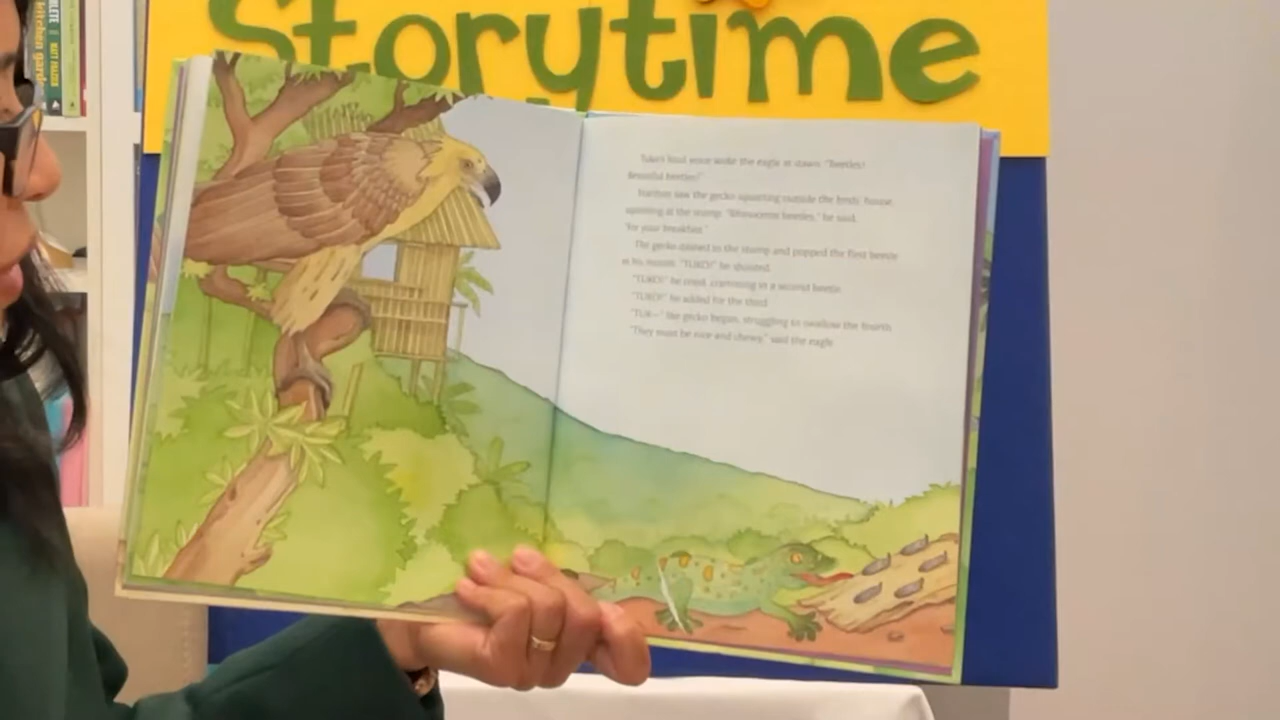 Storytime
Tuko's loud voice woke the eagle at dawn. "Beetles!
Beautiful beetles!"
saw the gecko squatting outside the birds' house,
squinting at the stump. "Rhinoceros beetles," he said,
"for your breakfast."
The gecko to the stump and popped the first beetle
in his mouth. "TUKO!" he shouted.
"TUKO!" he cried, cramming in a second beetle.
"TUKO!" he added for the third.
"TUK—" the gecko began, struggling to swallow the fourth.
"They must be nice and chewy," said the eagle.
kitchen gard